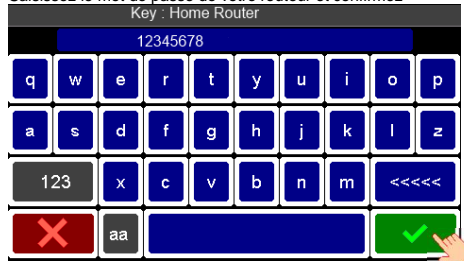 Saisissez le mot de passe de votre routeur et confirmez
Key : Home Router
12345678
q w e r t y u i o p
a s d f g h j k l z
123 x c v b n m <<<<<
aa